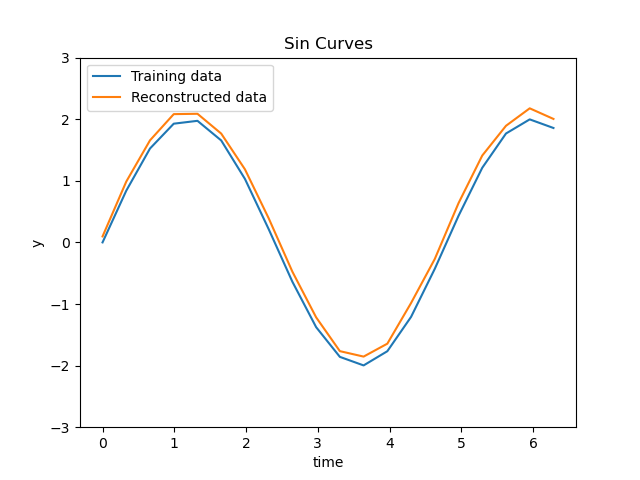 Sin Curves
Training data
Reconstructed data
3
2
1
0
−1
−2
−3
y
0 1 2 3 4 5 6
time